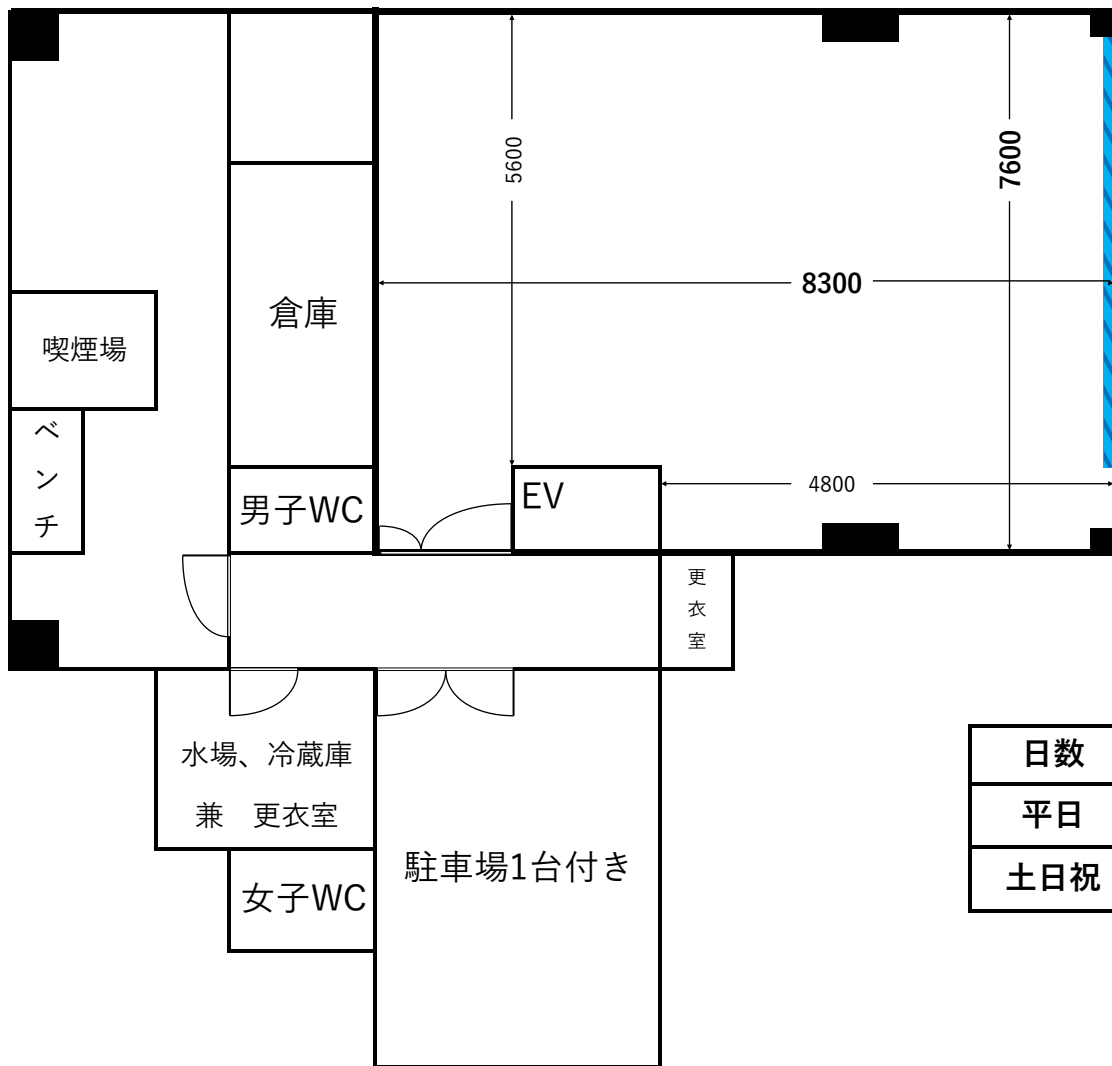 5600
7600
8300
倉庫
喫煙場
ベンチ
4800
EV
男子WC
更衣室
水場、冷蔵庫
兼　更衣室
日数
平日
土日祝
駐車場1台付き
女子WC